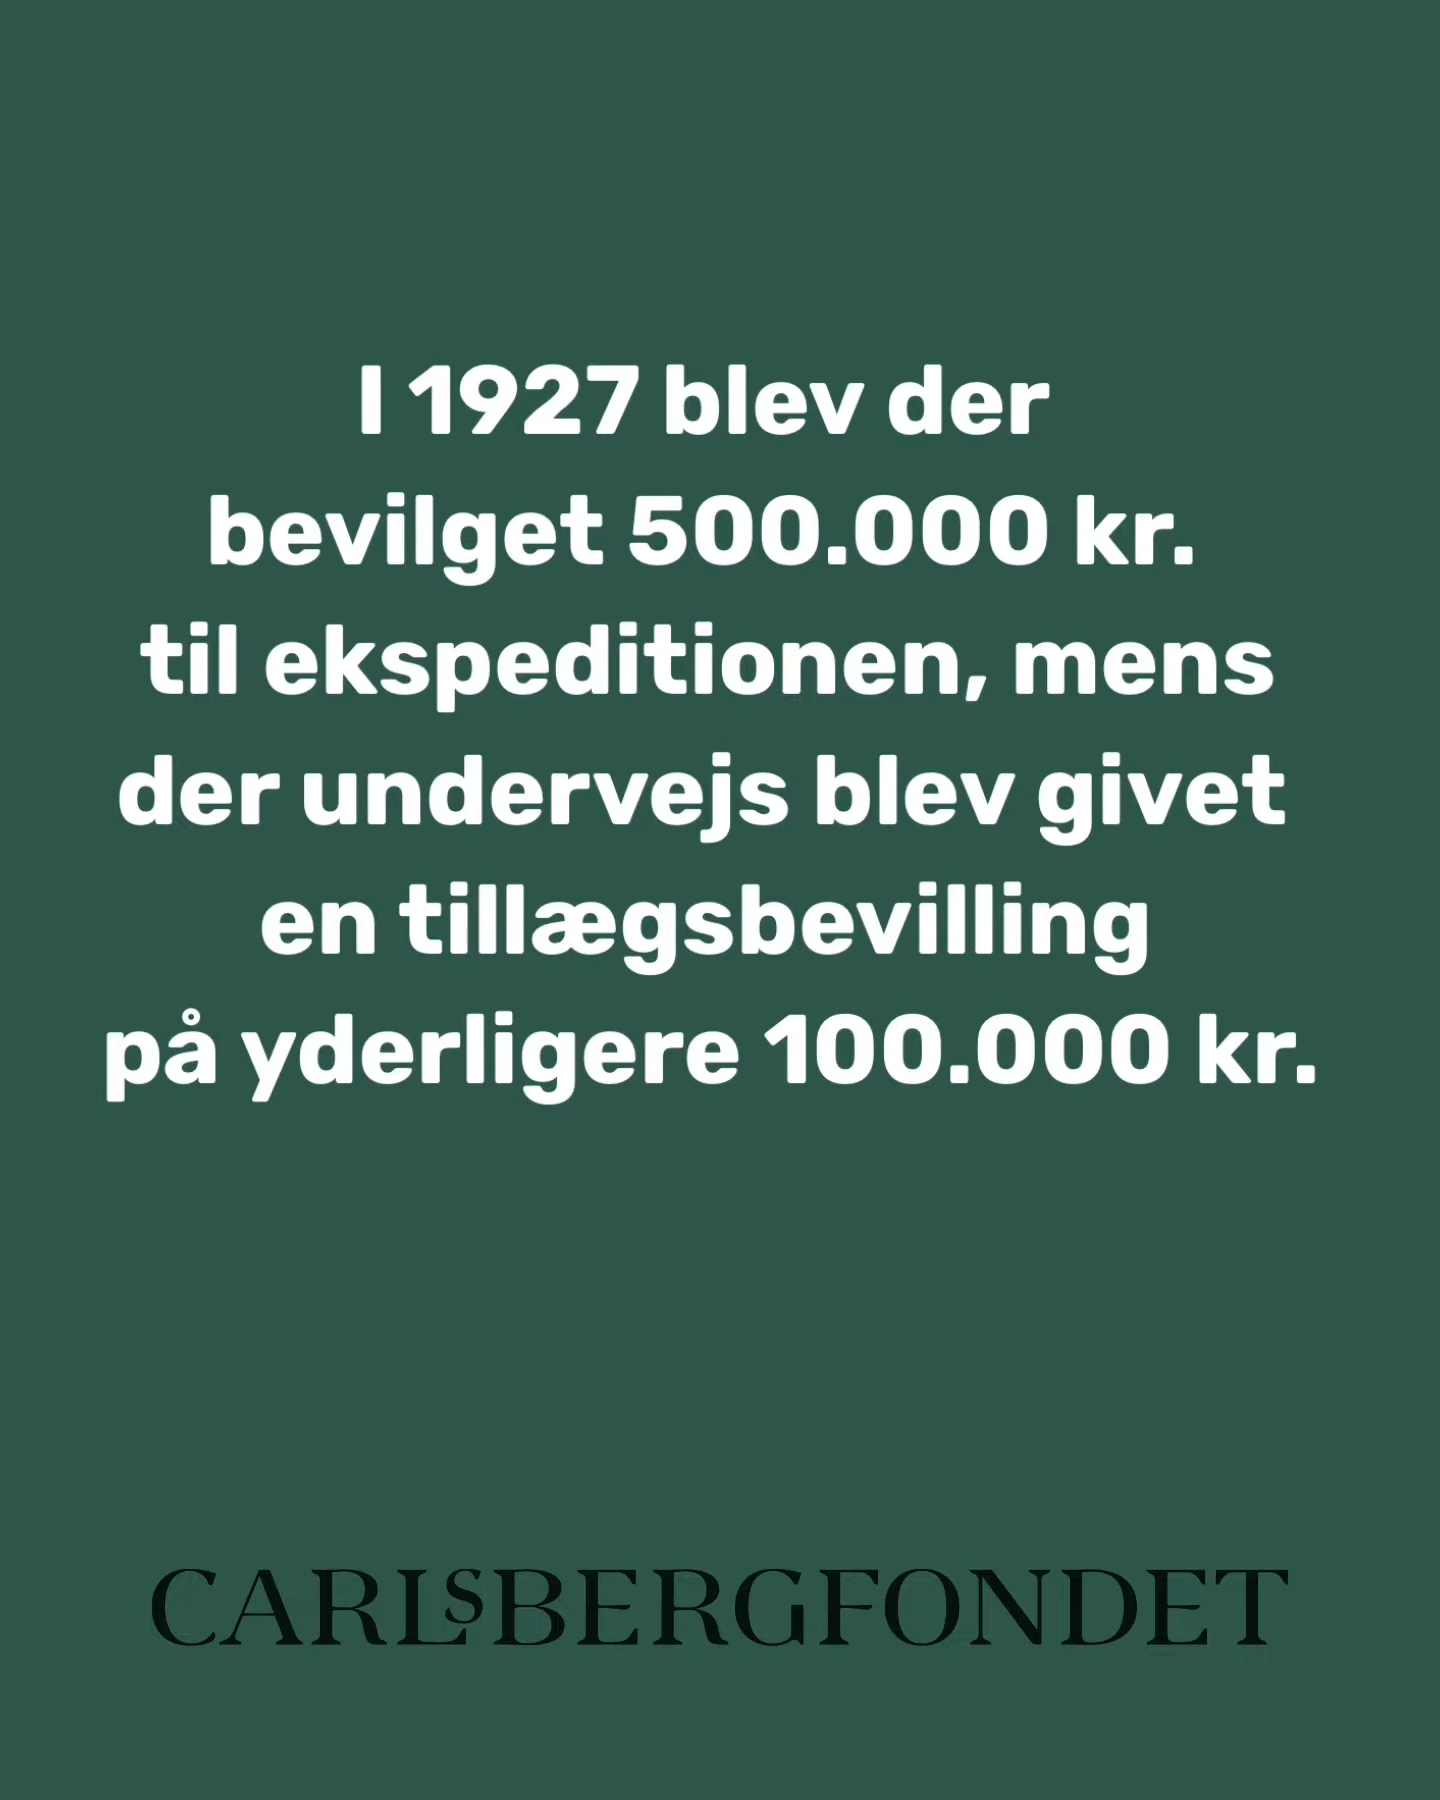 I 1927 blev der
bevilget 500.000 kr.
til ekspeditionen, mens
der undervejs blev givet
en tillægsbevilling
på yderligere 100.000 kr.
CARLSBERGFONDET